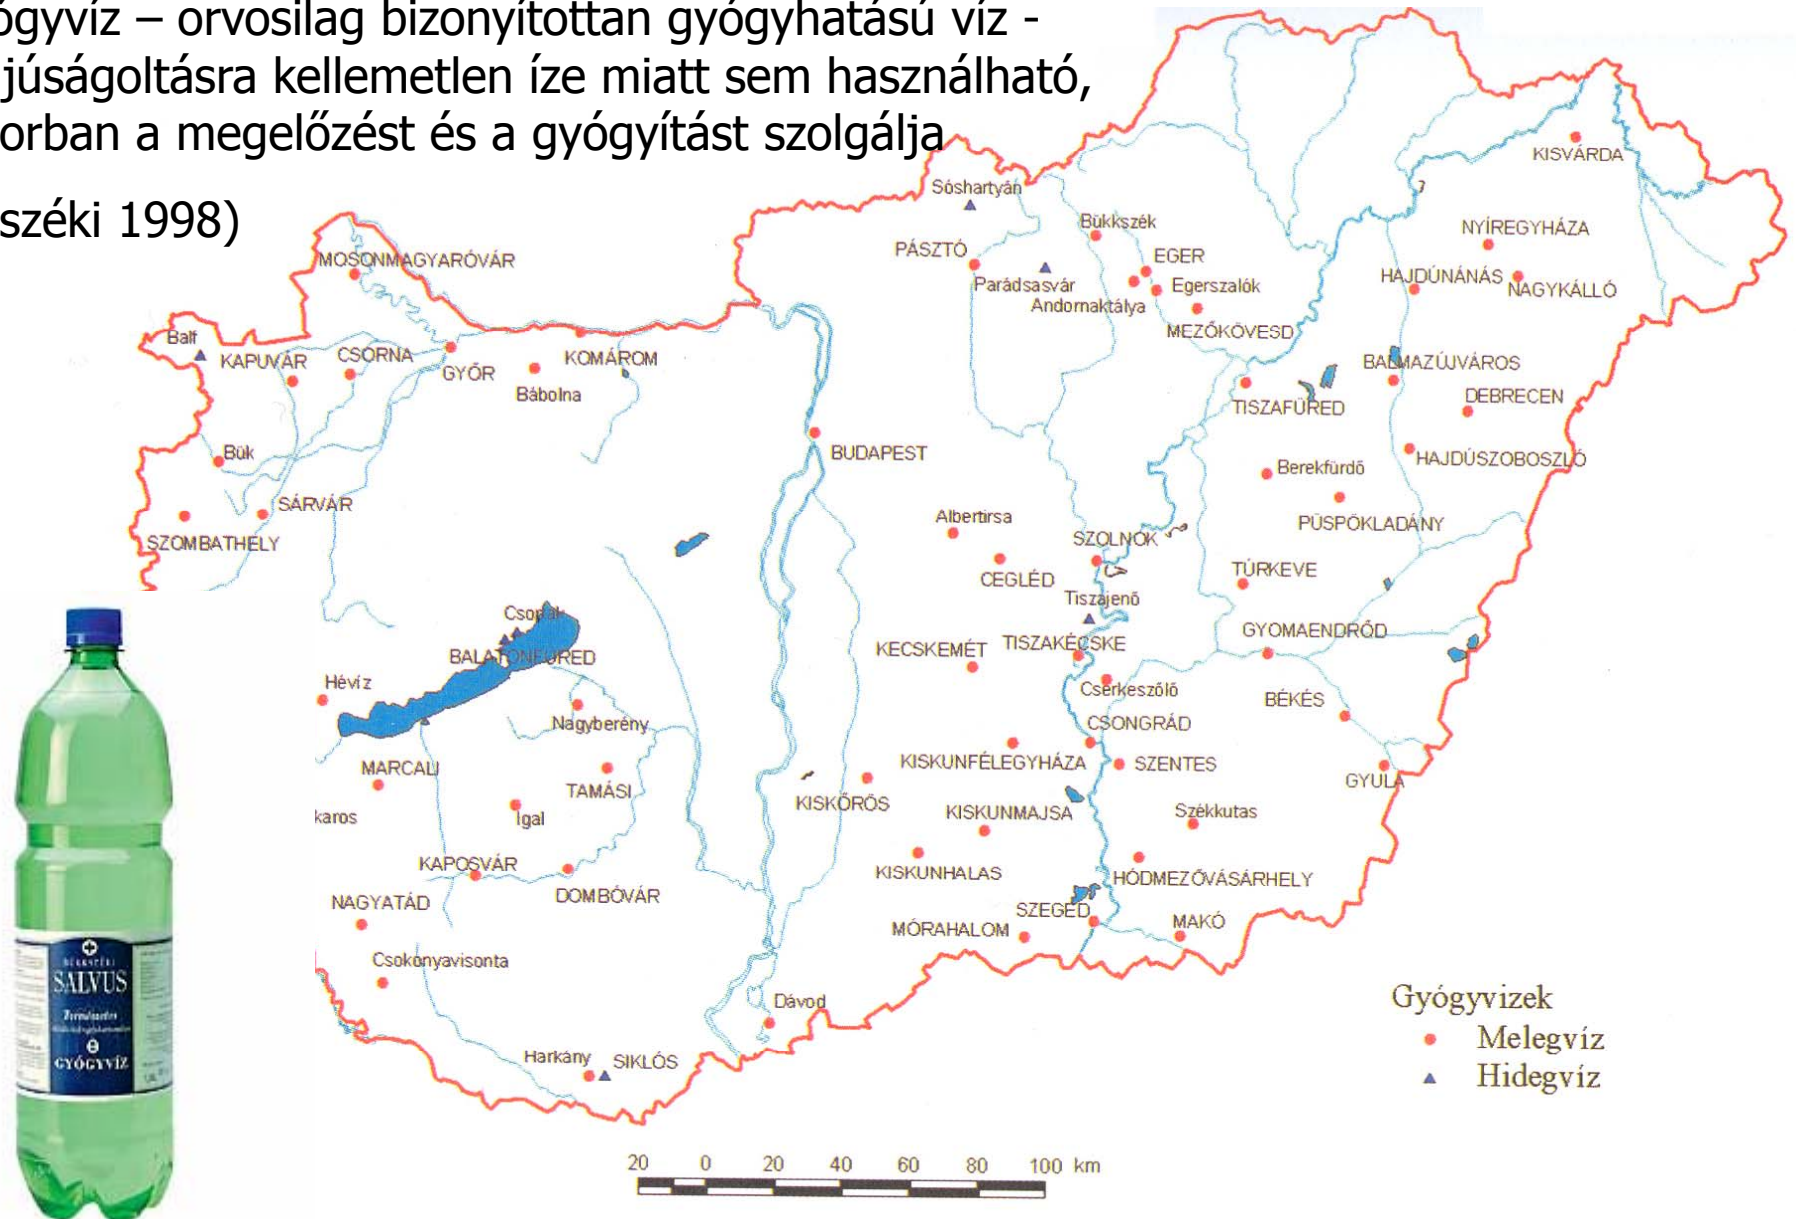 ógyvíz – orvosilag bizonyítottan gyógyhatású víz -
júságoltásra kellemetlen íze miatt sem használható,
orban a megelőzést és a gyógyítást szolgálja
széki 1998)
KISVÁRDA
Sóshartyán
Bükkszék
NYÍREGYHÁZA
PÁSZTÓ
EGER
MOSONMAGYARÓVÁR
HAJDÚNÁNÁS
NAGYKÁLLÓ
Parádsasvár
Egerszalók
Andornaktálya
MEZŐKÖVESD
Balf
KAPUVÁR
CSORNA
GYŐR
KOMÁROM
Bábolna
BALMAZÚJVÁROS
DEBRECEN
TISZAFÜRED
Bük
BUDAPEST
HAJDÚSZOBOSZLÓ
Berekfürdő
SÁRVÁR
Albertirsa
PÜSPÖKLADÁNY
SZOMBATHELY
SZOLNOK
CEGLÉD
TÚRKEVE
Tiszajenő
Csopak
GYOMAENDRŐD
BALATONFÜRED
KECSKEMÉT
TISZAKÉCSKE
Hévíz
Cserkeszőlő
BÉKÉS
Nagyberény
CSONGRÁD
MARCALI
KISKUNFÉLEGYHÁZA
SZENTES
GYULA
TAMÁSI
KISKŐRÖS
karos
Igal
KISKUNMAJSA
Székkutas
KAPOSVÁR
KISKUNHALAS
HÓDMEZŐVÁSÁRHELY
DOMBÓVÁR
NAGYATÁD
SZEGED
MÓRAHALOM
MAKÓ
Csokonyavisonta
Dávod
Harkány
SIKLÓS
BÜKKSZÉKI
SALVUS
Természetes
GYÓGYVÍZ
Gyógyvizek
Melegvíz
Hidegvíz
20 0 20 40 60 80 100 km